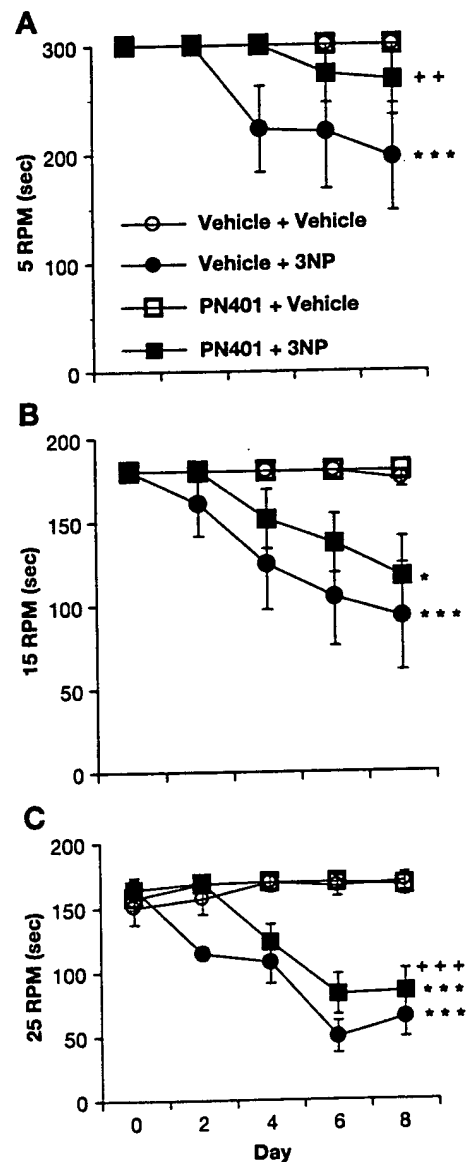 A
300
200
100
0
5 RPM (sec)
Vehicle + Vehicle
Vehicle + 3NP
PN401 + Vehicle
PN401 + 3NP
+ +
* * *
B
200
150
100
50
0
15 RPM (sec)
*
* * *
C
200
150
100
50
0
25 RPM (sec)
+ + +
* * *
* * *
0 2 4 6 8
Day